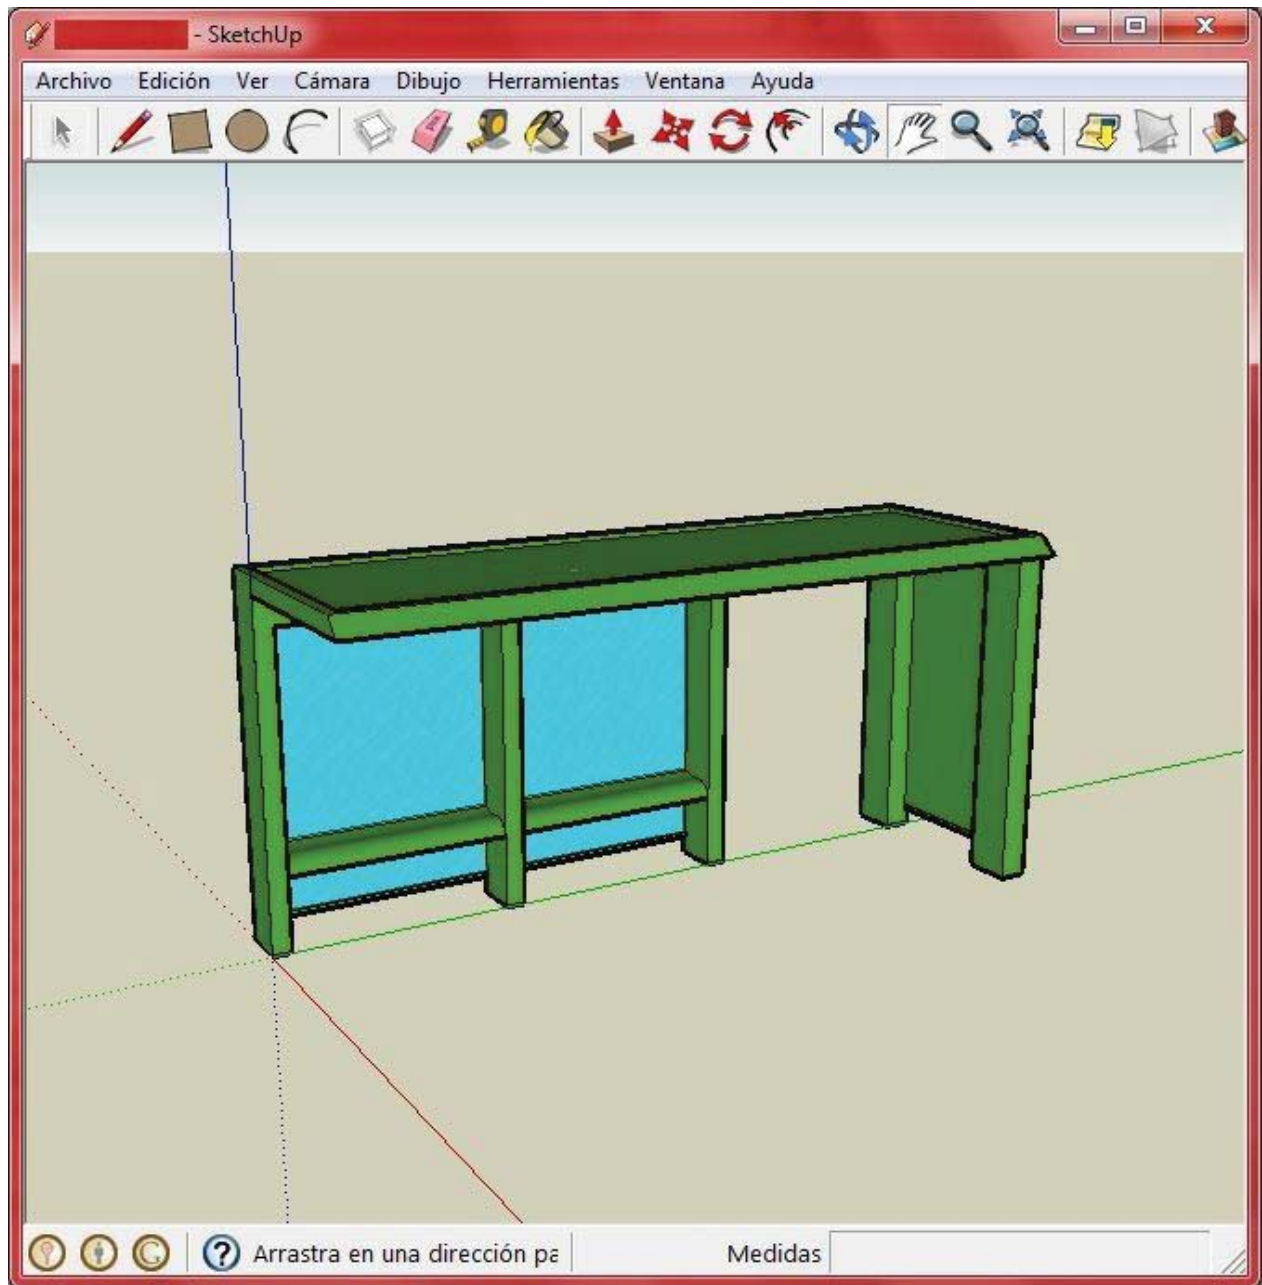 - SketchUp
Archivo Edición Ver Cámara Dibujo Herramientas Ventana Ayuda
Arrastra en una dirección pa Medidas